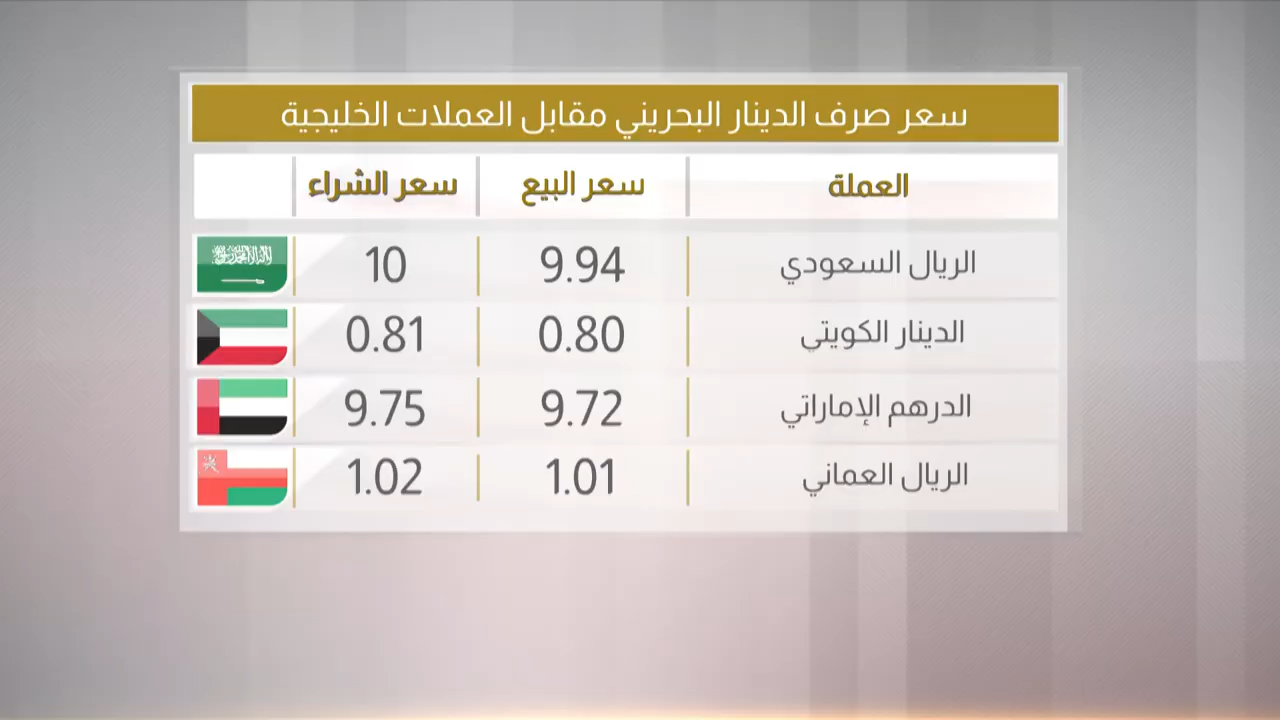 سعر صرف الدينار البحريني مقابل العملات الخليجية
العملة سعر البيع سعر الشراء
الريال السعودي 9.94 10
الدينار الكويتي 0.80 0.81
الدرهم الإماراتي 9.72 9.75
الريال العماني 1.01 1.02